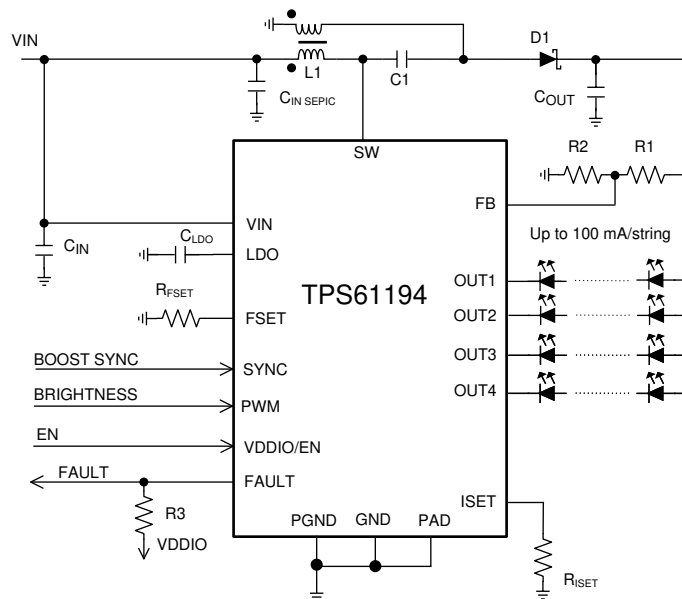 VIN
L1
C1
D1
CIN SEPIC
COUT
SW
R2
R1
FB
VIN
CIN
CLDO
LDO
Up to 100 mA/string
RFSET
FSET
TPS61194
OUT1
OUT2
OUT3
OUT4
BOOST SYNC
SYNC
BRIGHTNESS
PWM
EN
VDDIO/EN
FAULT
FAULT
R3
VDDIO
ISET
PGND
GND
PAD
RISET